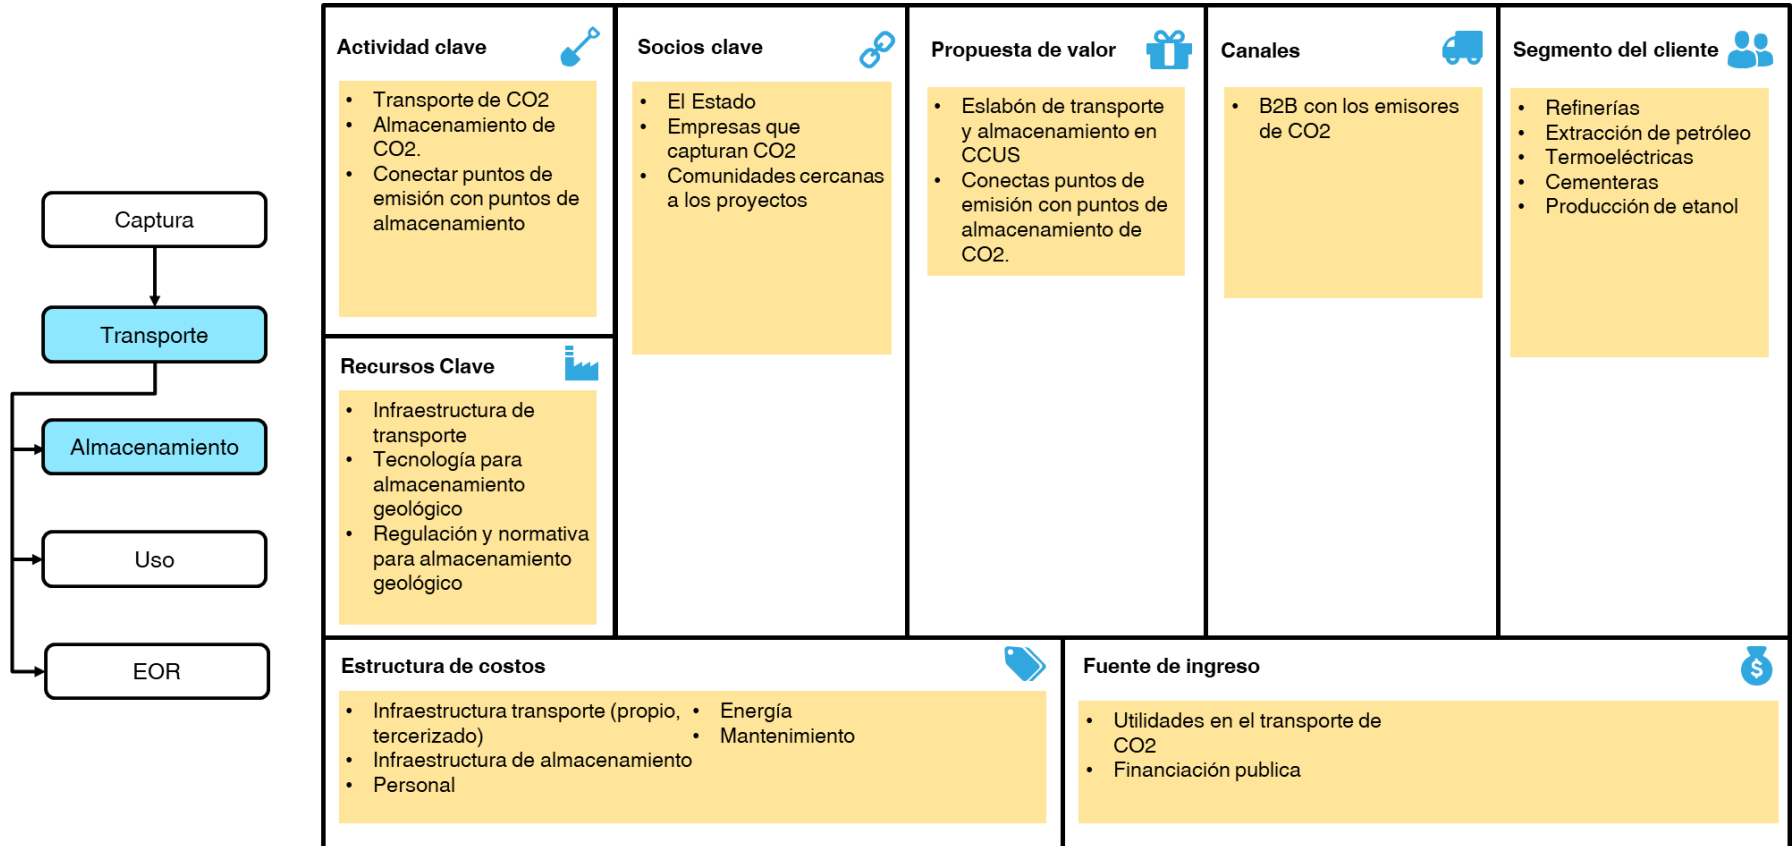 Captura
Transporte
Almacenamiento
Uso
EOR
Actividad clave
• Transporte de CO2
• Almacenamiento de
CO2.
• Conectar puntos de
emisión con puntos de
almacenamiento
Recursos Clave
• Infraestructura de
transporte
• Tecnología para
almacenamiento
geológico
• Regulación y normativa
para almacenamiento
geológico
Socios clave
• El Estado
• Empresas que
capturan CO2
• Comunidades cercanas
a los proyectos
Propuesta de valor
• Eslabón de transporte
y almacenamiento en
CCUS
• Conectas puntos de
emisión con puntos de
almacenamiento de
CO2.
Canales
• B2B con los emisores
de CO2
Segmento del cliente
• Refinerías
• Extracción de petróleo
• Termoeléctricas
• Cementeras
• Producción de etanol
Estructura de costos
• Infraestructura transporte (propio,
tercerizado)
• Infraestructura de almacenamiento
• Personal
• Energía
• Mantenimiento
Fuente de ingreso
$
• Utilidades en el transporte de
CO2
• Financiación publica